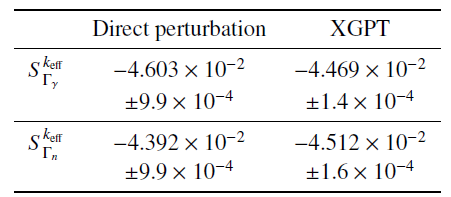 Direct perturbation XGPT
S^{k_eff}_{Γ_γ} −4.603 × 10⁻² −4.469 × 10⁻²
±9.9 × 10⁻⁴ ±1.4 × 10⁻⁴
S^{k_eff}_{Γ_n} −4.392 × 10⁻² −4.512 × 10⁻²
±9.9 × 10⁻⁴ ±1.6 × 10⁻⁴